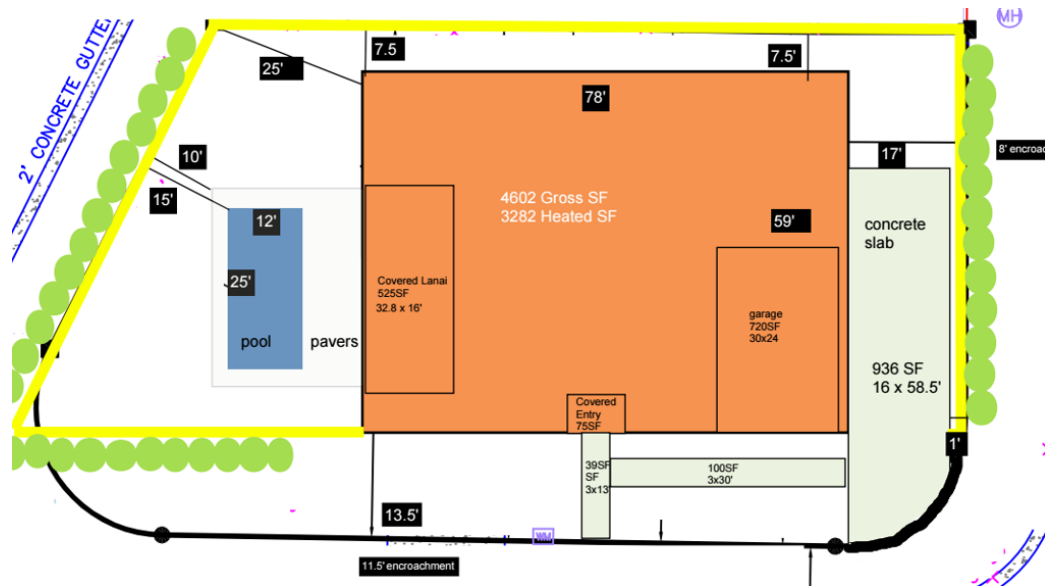 MH
2' CONCRETE GUTTE
7.5
7.5'
25'
78'
10'
17'
8' encroac
15'
4602 Gross SF
3282 Heated SF
12'
59'
concrete
slab
25'
Covered Lanai
525SF
32.8 x 16'
garage
720SF
30x24
pool
pavers
936 SF
16 x 58.5'
Covered
Entry
75SF
1'
39SF
SF
3x13'
100SF
3x30'
13.5'
WM
11.5' encroachment